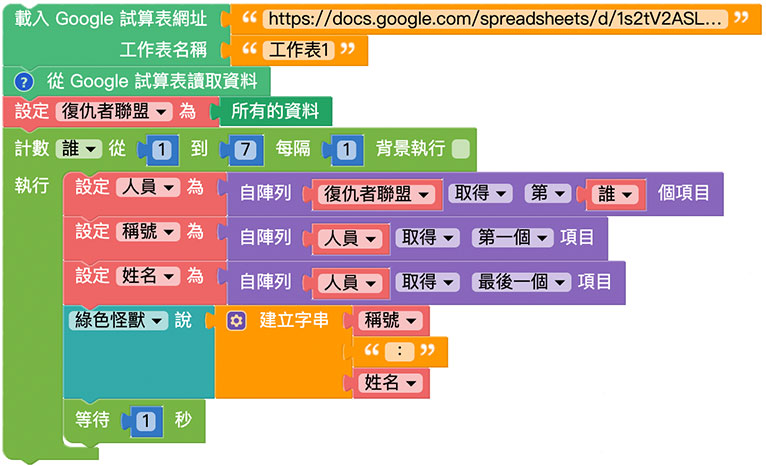 載入 Google 試算表網址 “ https://docs.google.com/spreadsheets/d/1s2tV2ASL... ”
工作表名稱 “ 工作表1 ”
? 從 Google 試算表讀取資料
設定 復仇者聯盟 為 所有的資料
計數 誰 從 1 到 7 每隔 1 背景執行
執行 設定 人員 為 自陣列 復仇者聯盟 取得 第 誰 個項目
設定 稱號 為 自陣列 人員 取得 第一個 項目
設定 姓名 為 自陣列 人員 取得 最後一個 項目
綠色怪獸 說 建立字串 稱號
“ : ”
姓名
等待 1 秒